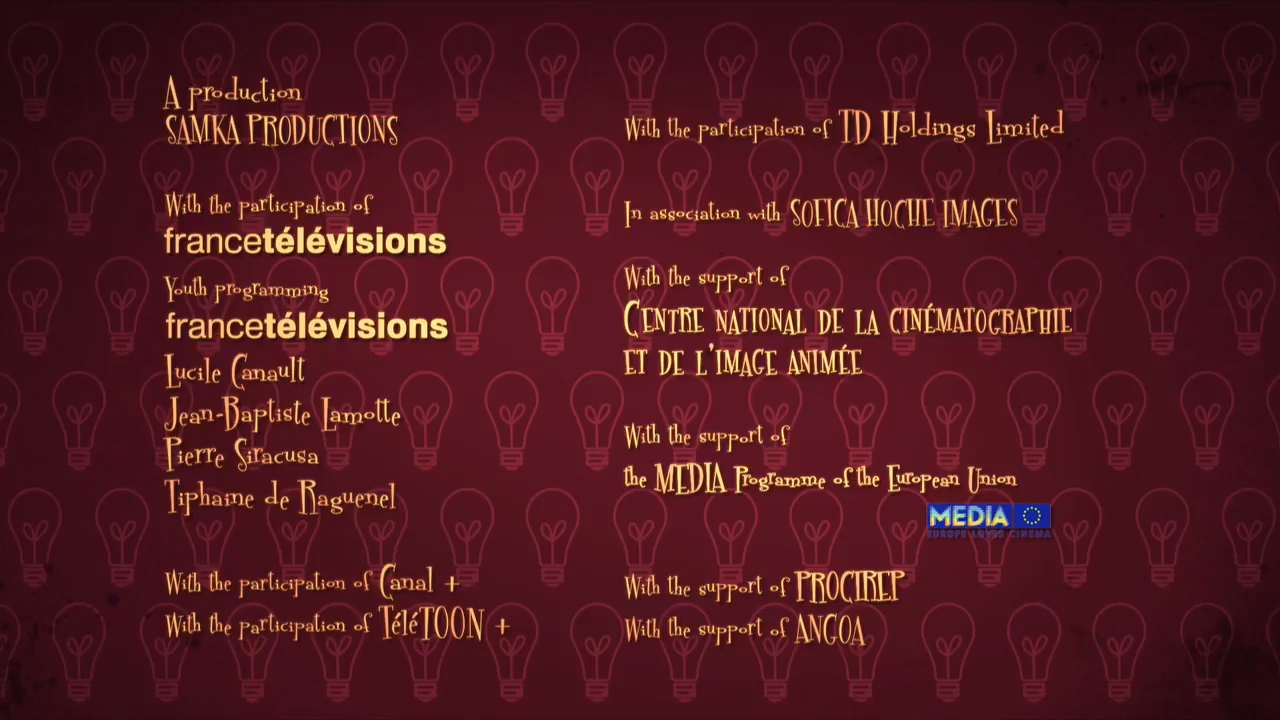 A production
SAMKA PRODUCTIONS
With the participation of
francetélévisions
Youth programming
francetélévisions
Lucile Canault
Jean-Baptiste Lamotte
Pierre Siracusa
Tiphaine de Raguenel
With the participation of Canal +
With the participation of TéléTOON +
With the participation of TD Holdings Limited
In association with SOFICA HOCHE IMAGES
With the support of
CENTRE NATIONAL DE LA CINÉMATOGRAPHIE
ET DE L'IMAGE ANIMÉE
With the support of
the MEDIA Programme of the European Union
MEDIA
EUROPE LOVES CINEMA
With the support of PROCIREP
With the support of ANGOA